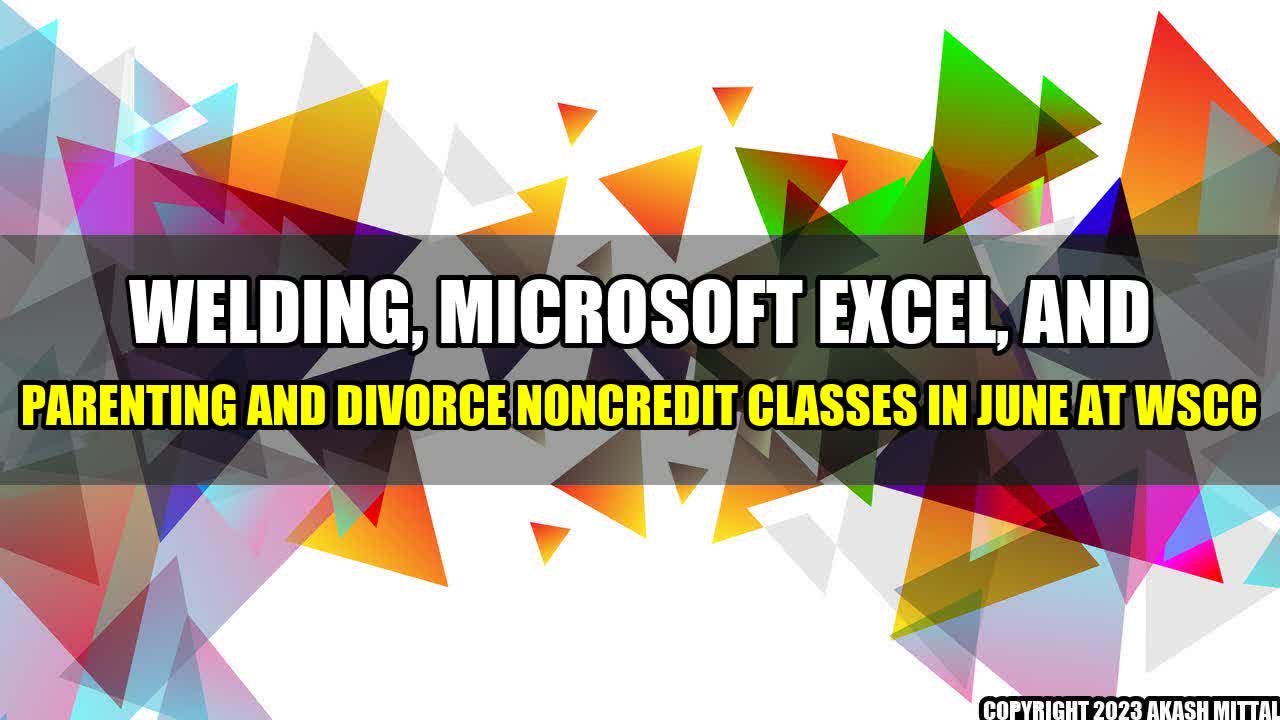 WELDING, MICROSOFT EXCEL, AND
PARENTING AND DIVORCE NONCREDIT CLASSES IN JUNE AT WSCC
COPYRIGHT 2023 AKASH MITTAL